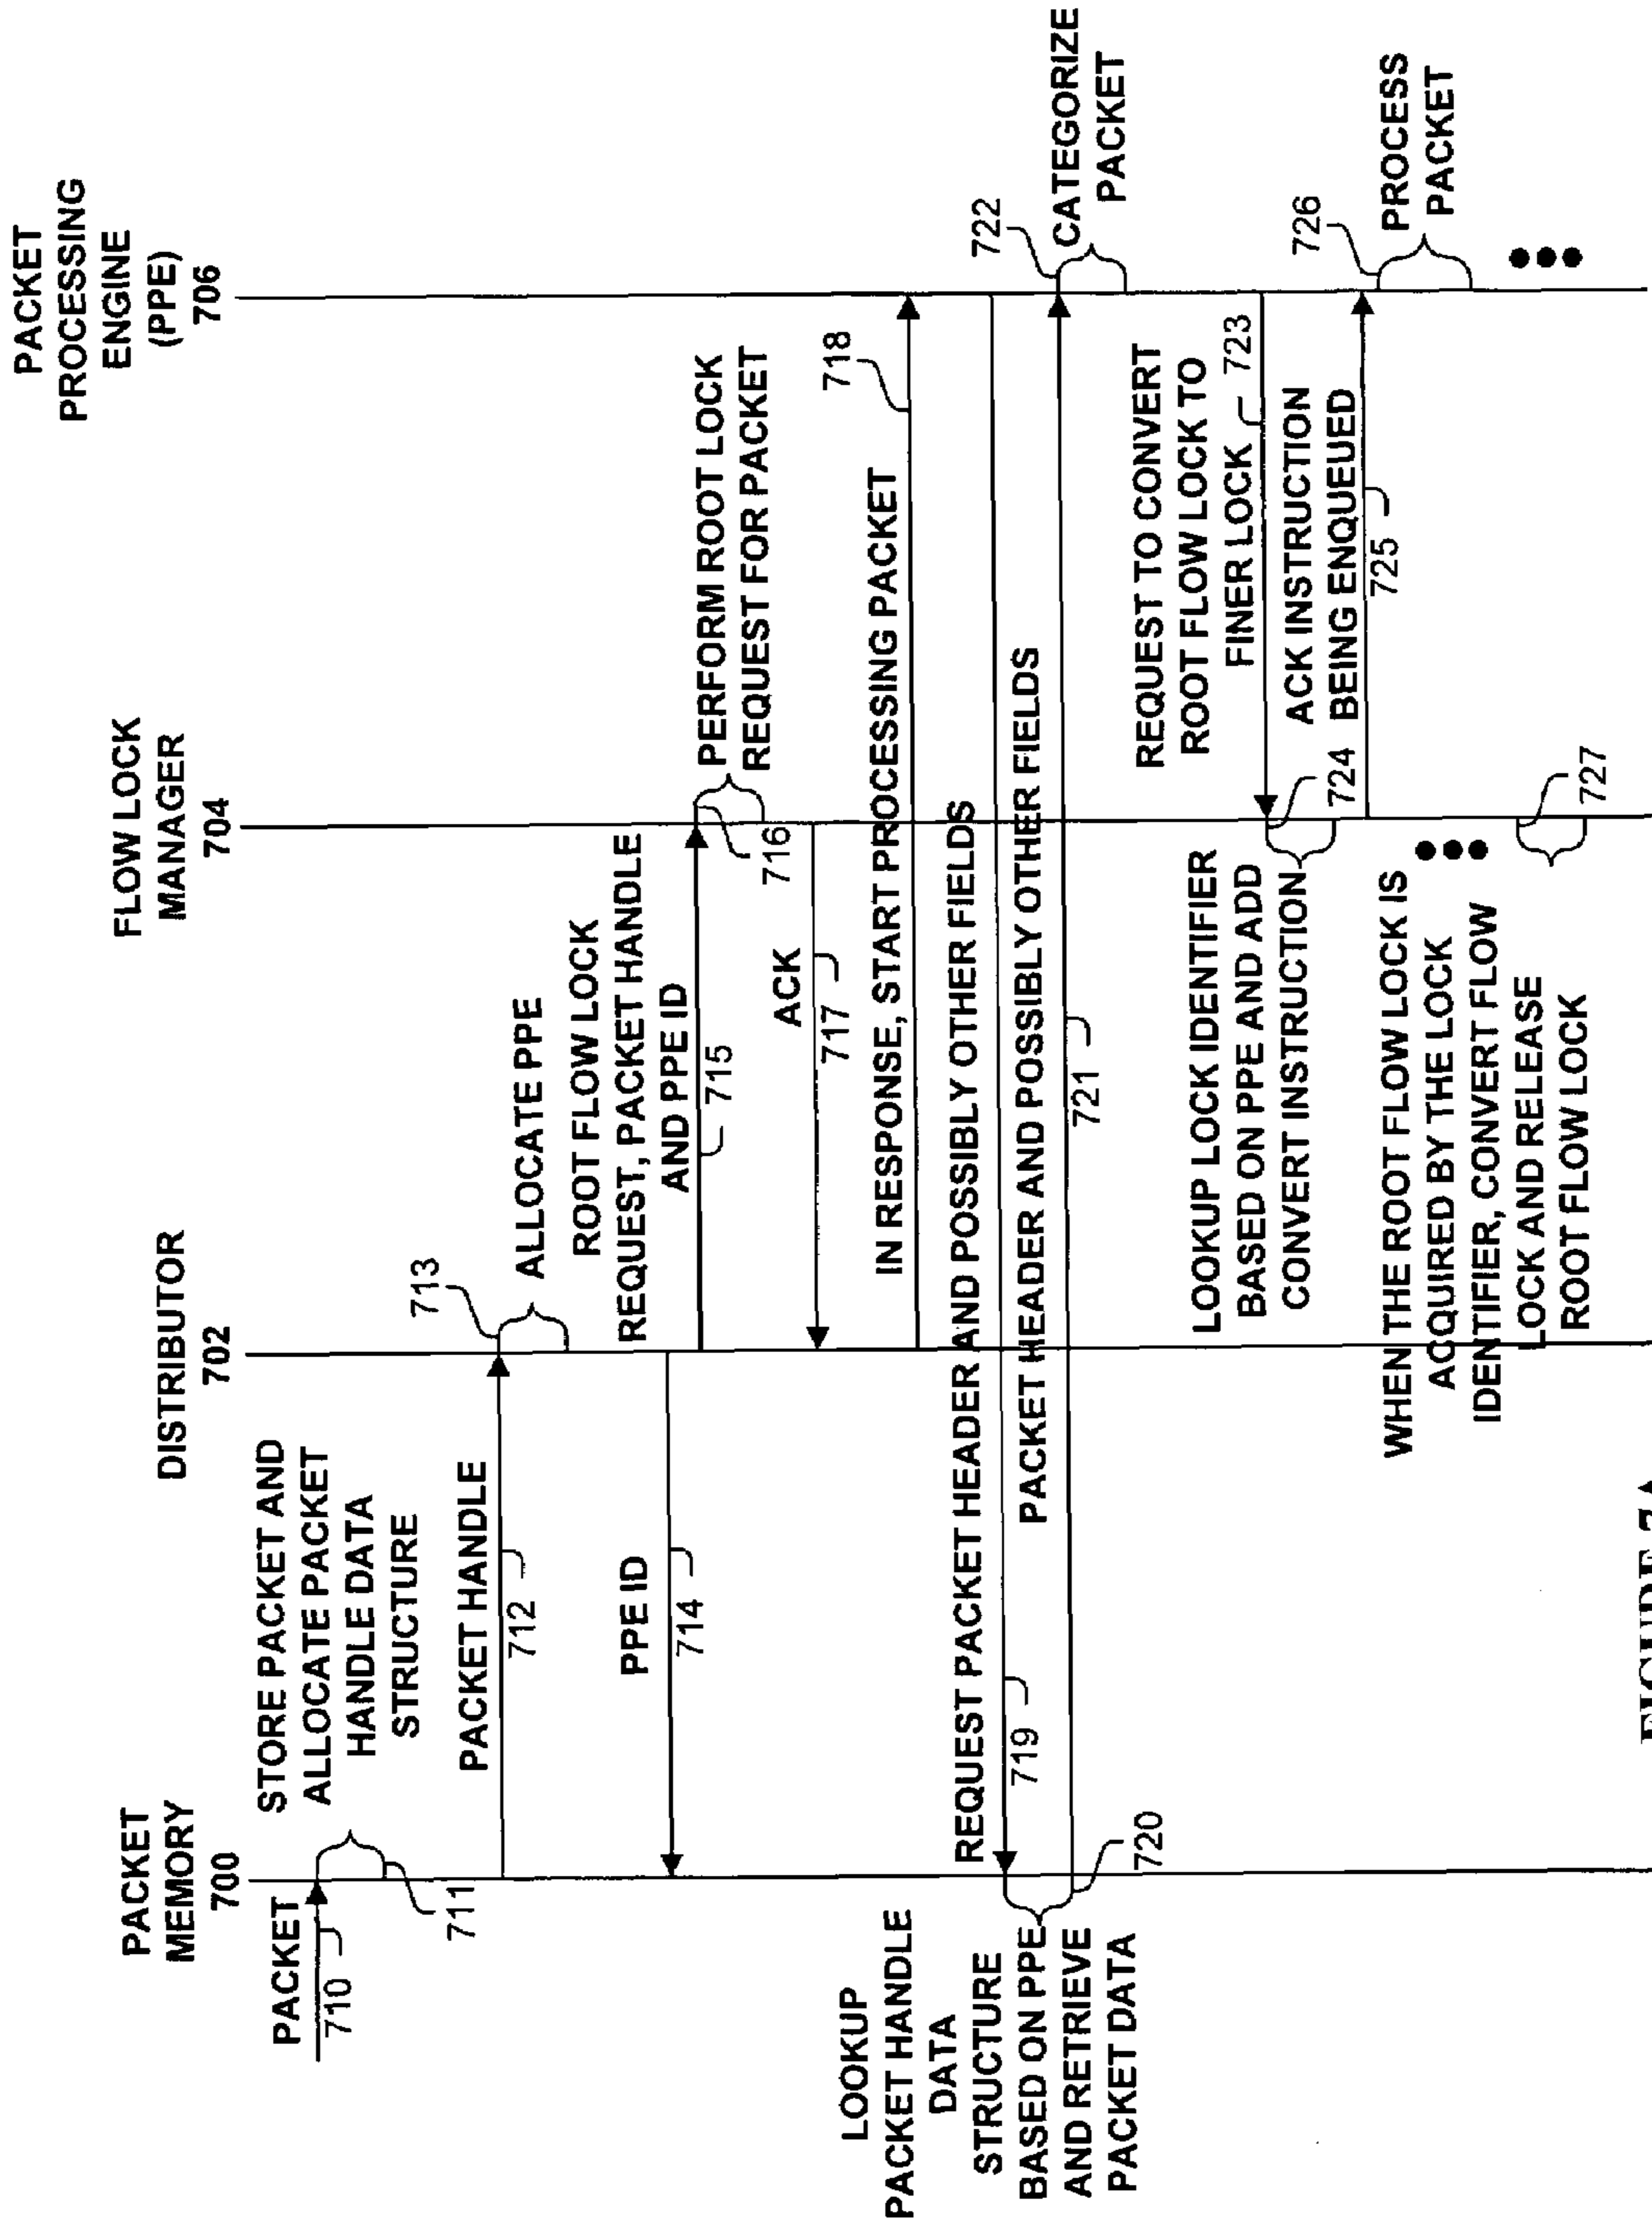 PACKET
MEMORY
700
DISTRIBUTOR
702
FLOW LOCK
MANAGER
704
PACKET
PROCESSING
ENGINE
(PPE)
706
PACKET
710
STORE PACKET AND
ALLOCATE PACKET
HANDLE DATA
STRUCTURE
711
PACKET HANDLE
712
713
ALLOCATE PPE
PPE ID
714
ROOT FLOW LOCK
REQUEST, PACKET HANDLE
AND PPE ID
715
716
PERFORM ROOT LOCK
REQUEST FOR PACKET
ACK
717
718
IN RESPONSE, START PROCESSING PACKET
REQUEST PACKET HEADER AND POSSIBLY OTHER FIELDS
719
LOOKUP
PACKET HANDLE
DATA
STRUCTURE
BASED ON PPE
AND RETRIEVE
PACKET DATA
720
PACKET HEADER AND POSSIBLY OTHER FIELDS
721
722
CATEGORIZE
PACKET
REQUEST TO CONVERT
ROOT FLOW LOCK TO
FINER LOCK
723
LOOKUP LOCK IDENTIFIER
BASED ON PPE AND ADD
CONVERT INSTRUCTION
724
ACK INSTRUCTION
BEING ENQUEUED
725
726
PROCESS
PACKET
WHEN THE ROOT FLOW LOCK IS
ACQUIRED BY THE LOCK
IDENTIFIER, CONVERT FLOW
LOCK AND RELEASE
ROOT FLOW LOCK
727
FIGURE 7A